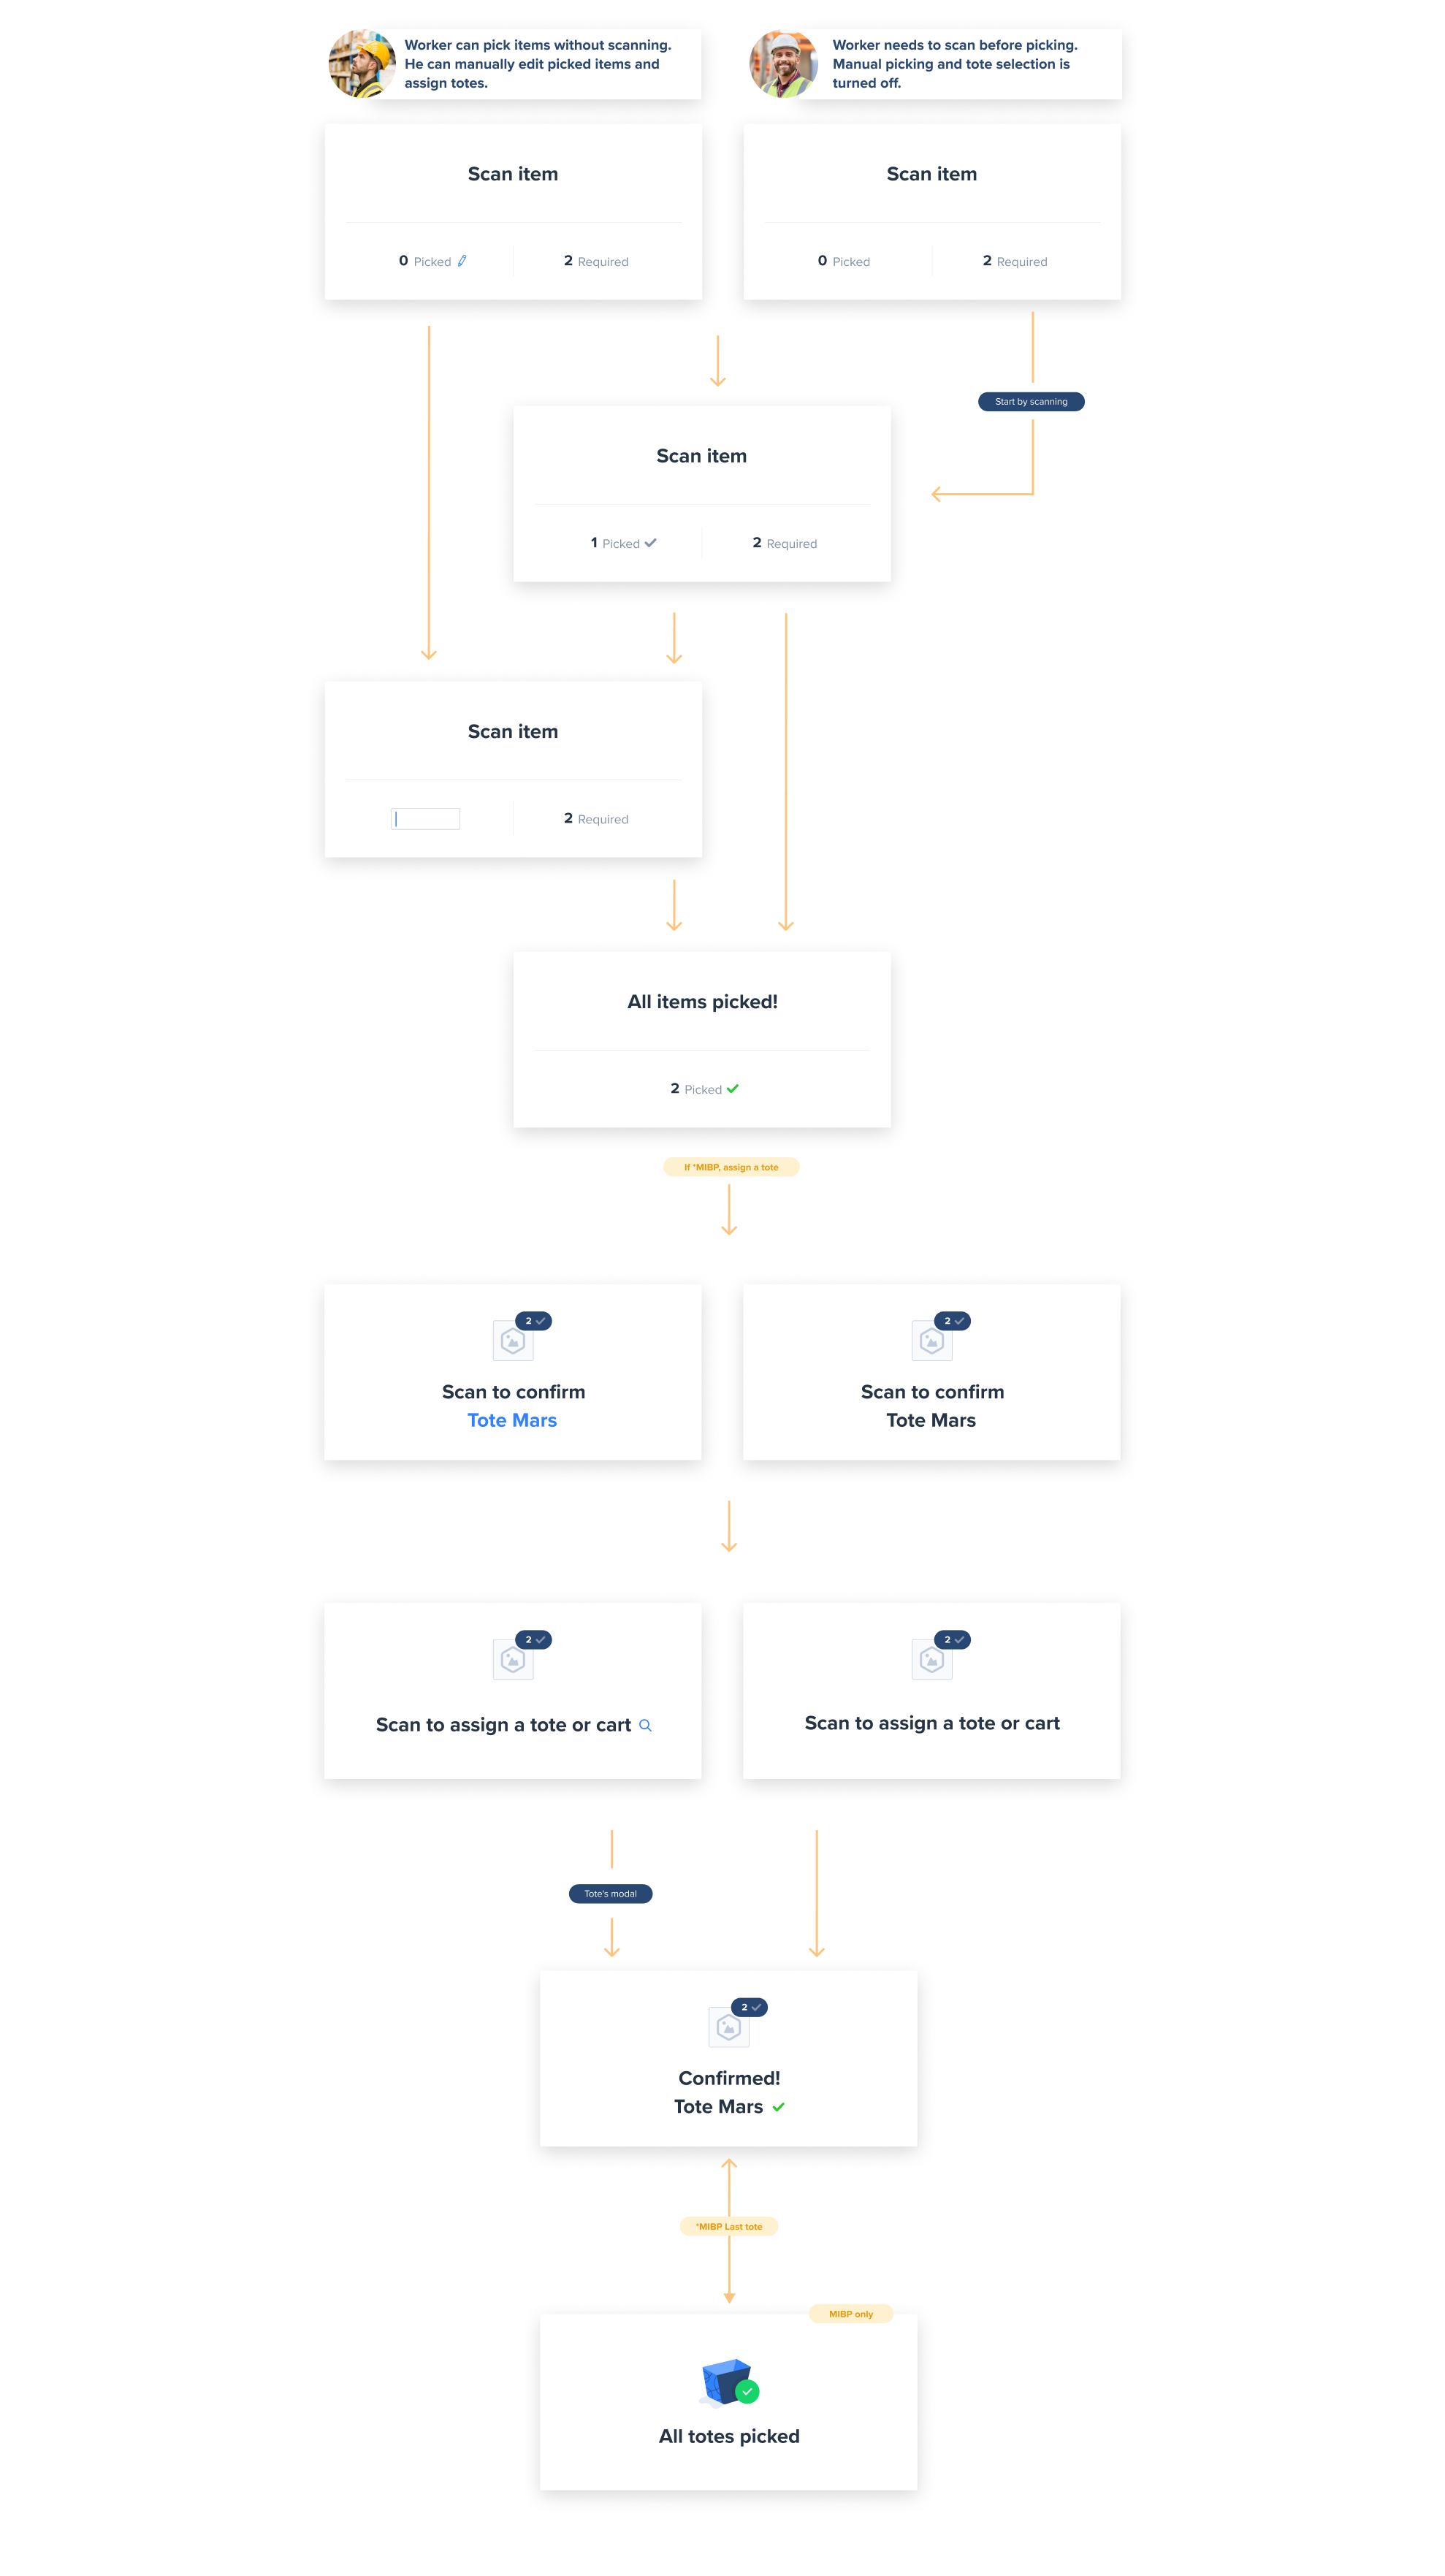 Worker can pick items without scanning.
He can manually edit picked items and
assign totes.
Worker needs to scan before picking.
Manual picking and tote selection is
turned off.
Scan item
0 Picked
2 Required
Scan item
0 Picked
2 Required
Start by scanning
Scan item
1 Picked
2 Required
Scan item
2 Required
All items picked!
2 Picked
If *MIBP, assign a tote
2
Scan to confirm
Tote Mars
2
Scan to confirm
Tote Mars
2
Scan to assign a tote or cart
2
Scan to assign a tote or cart
Tote's modal
2
Confirmed!
Tote Mars
*MIBP Last tote
MIBP only
All totes picked